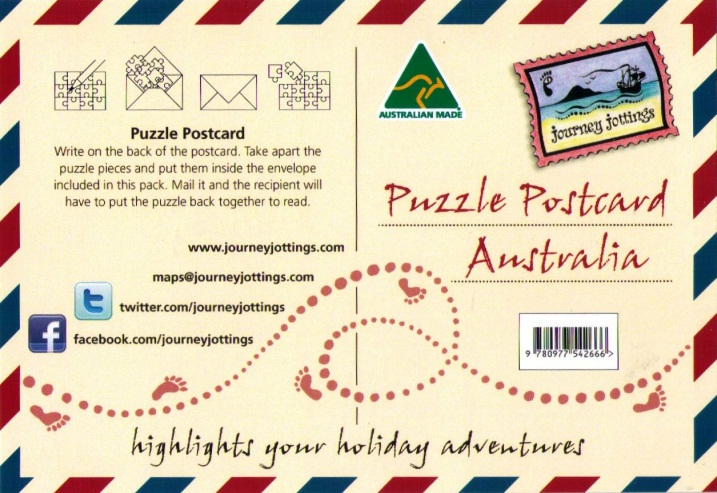 Puzzle Postcard
Write on the back of the postcard. Take apart the
puzzle pieces and put them inside the envelope
included in this pack. Mail it and the recipient will
have to put the puzzle back together to read.
www.journeyjottings.com
maps@journeyjottings.com
twitter.com/journeyjottings
facebook.com/journeyjottings
AUSTRALIAN MADE
journey jottings
Puzzle Postcard
Australia
9 780977 542666 >
highlights your holiday adventures